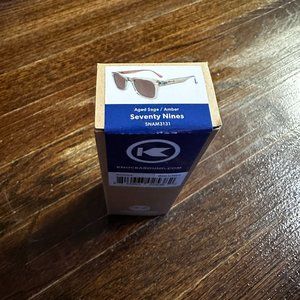 Aged Sage / Amber
Seventy Nines
SNAM3131
KNOCKAROUND.COM